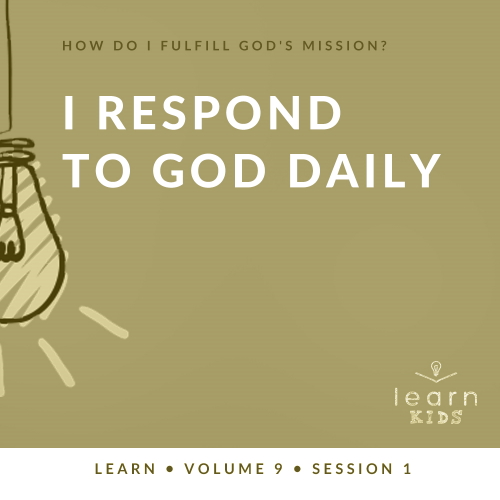 HOW DO I FULFILL GOD'S MISSION?
I RESPOND
TO GOD DAILY
learn
KIDS
LEARN • VOLUME 9 • SESSION 1